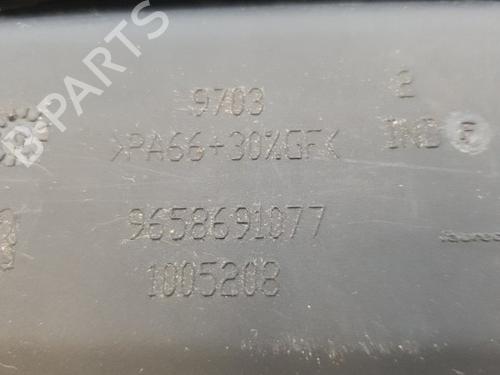 9703
2
>PA66+30%GF<
IND F
9658691077
1005208
B-PARTS